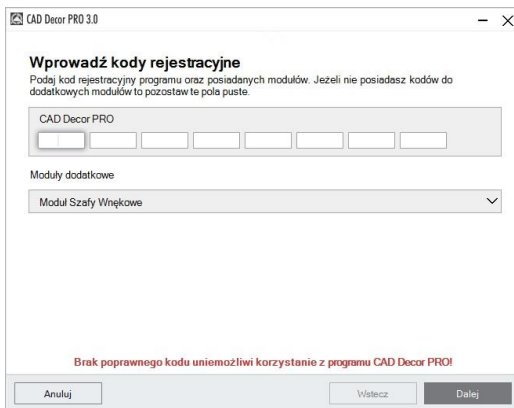 CAD Decor PRO 3.0
Wprowadź kody rejestracyjne
Podaj kod rejestracyjny programu oraz posiadanych modułów. Jeżeli nie posiadasz kodów do
dodatkowych modułów to pozostaw te pola puste.
CAD Decor PRO
Moduły dodatkowe
Moduł Szafy Wnękowe
Brak poprawnego kodu uniemożliwi korzystanie z programu CAD Decor PRO!
Anuluj
Wstecz
Dalej